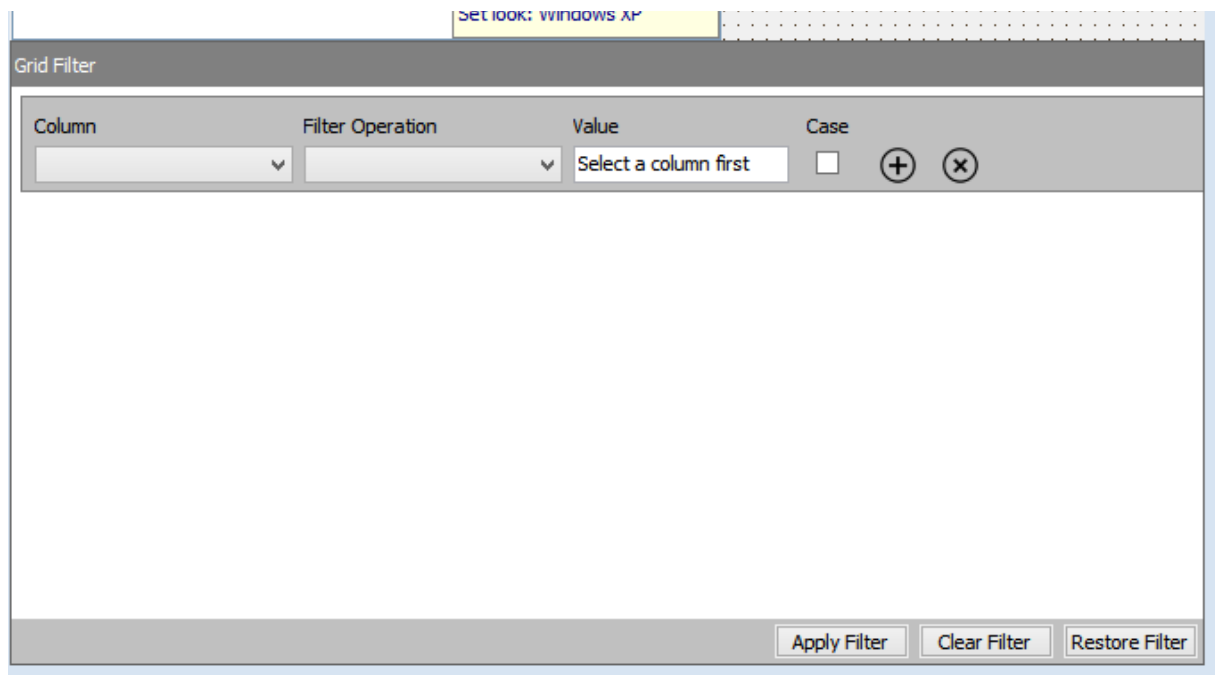 Set look: Windows XP
Grid Filter
Column Filter Operation Value Case
Select a column first
Apply Filter Clear Filter Restore Filter